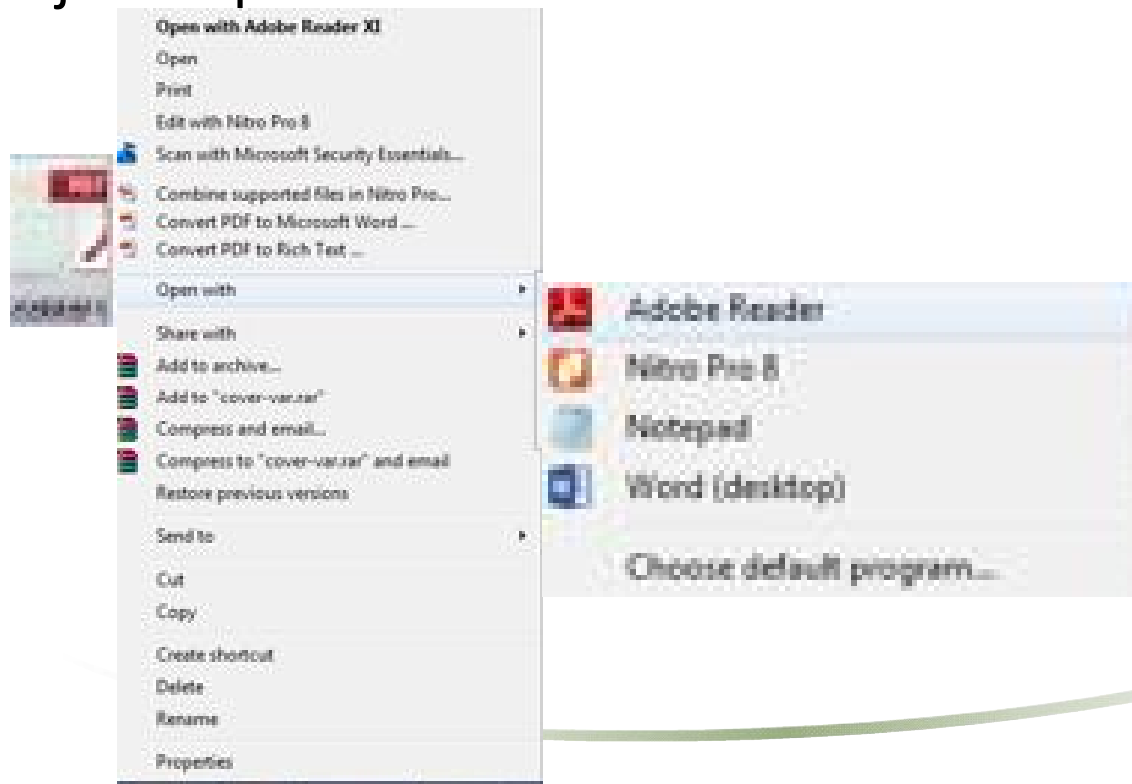 Open with Adobe Reader XI
Open
Print
Edit with Nitro Pro 8
Scan with Microsoft Security Essentials...
Combine supported files in Nitro Pro...
Convert PDF to Microsoft Word ...
Convert PDF to Rich Text ...
Open with
Share with
Add to archive...
Add to "cover-var.rar"
Compress and email...
Compress to "cover-var.rar" and email
Restore previous versions
Send to
Cut
Copy
Create shortcut
Delete
Rename
Properties
Adobe Reader
Nitro Pro 8
Notepad
Word (desktop)
Choose default program...